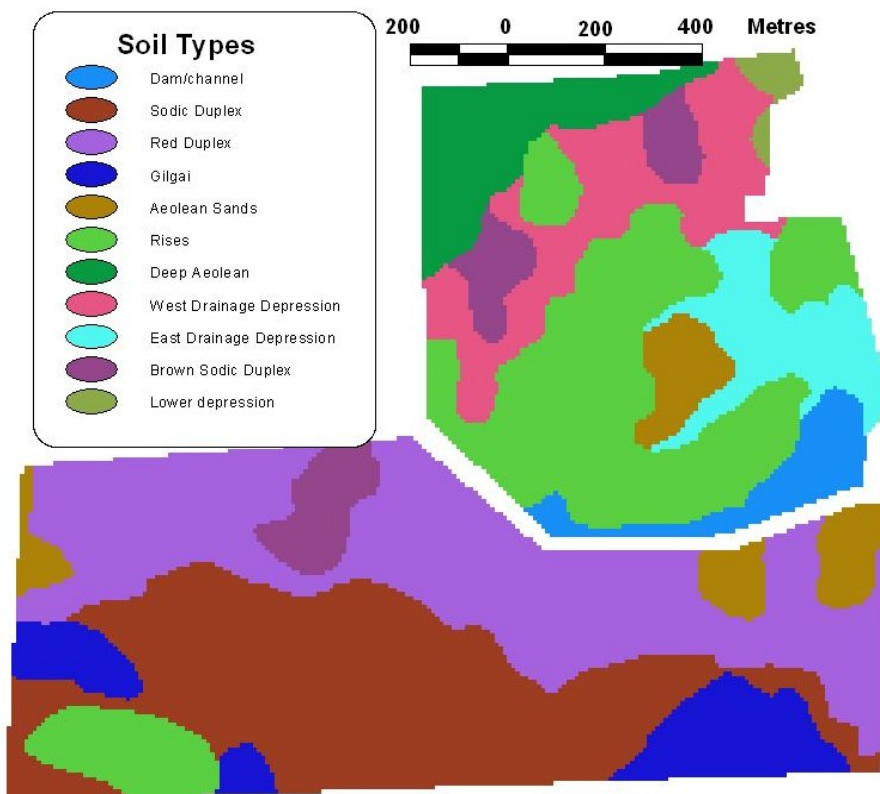 200 0 200 400 Metres
Soil Types
Dam/channel
Sodic Duplex
Red Duplex
Gilgai
Aeolean Sands
Rises
Deep Aeolean
West Drainage Depression
East Drainage Depression
Brown Sodic Duplex
Lower depression